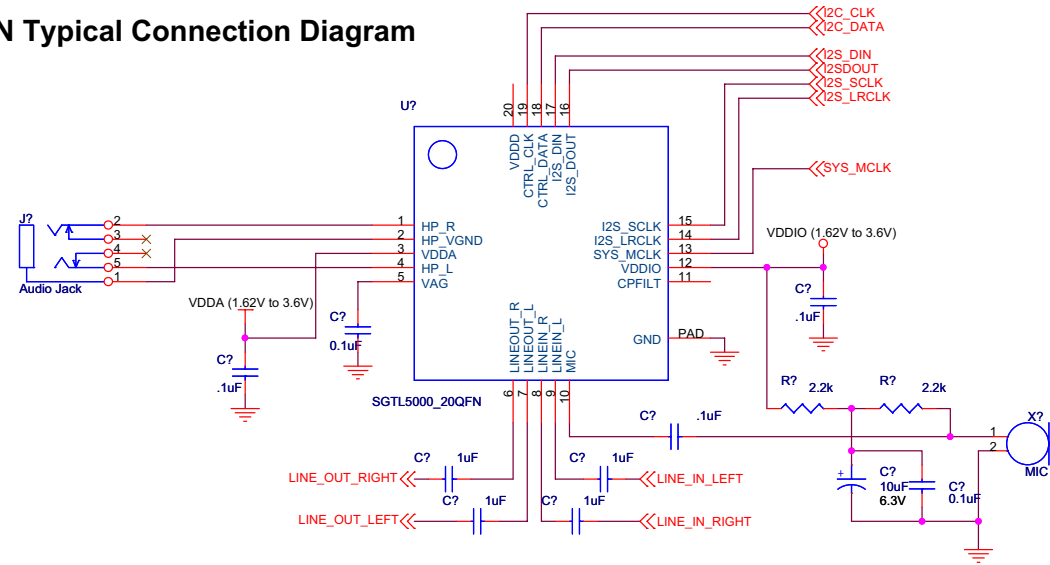 N Typical Connection Diagram
I2C_CLK
I2C_DATA
I2S_DIN
I2SDOUT
I2S_SCLK
I2S_LRCLK
SYS_MCLK
U?
20 19 18 17 16
VDDD
CTRL_CLK
CTRL_DATA
I2S_DIN
I2S_DOUT
J?
2
3
4
5
1
Audio Jack
1 HP_R
2 HP_VGND
3 VDDA
4 HP_L
5 VAG
I2S_SCLK 15
I2S_LRCLK 14
SYS_MCLK 13
VDDIO 12
CPFILT 11
GND PAD
VDDIO (1.62V to 3.6V)
C?
.1uF
VDDA (1.62V to 3.6V)
C?
.1uF
C?
0.1uF
LINEOUT_R
LINEOUT_L
LINEIN_R
LINEIN_L
MIC
6 7 8 9 10
SGTL5000_20QFN
R? 2.2k
R? 2.2k
C? .1uF
X?
1
2
MIC
LINE_OUT_RIGHT
C? 1uF
C? 1uF
LINE_IN_LEFT
LINE_OUT_LEFT
C? 1uF
C? 1uF
LINE_IN_RIGHT
+
C?
10uF
6.3V
C?
0.1uF